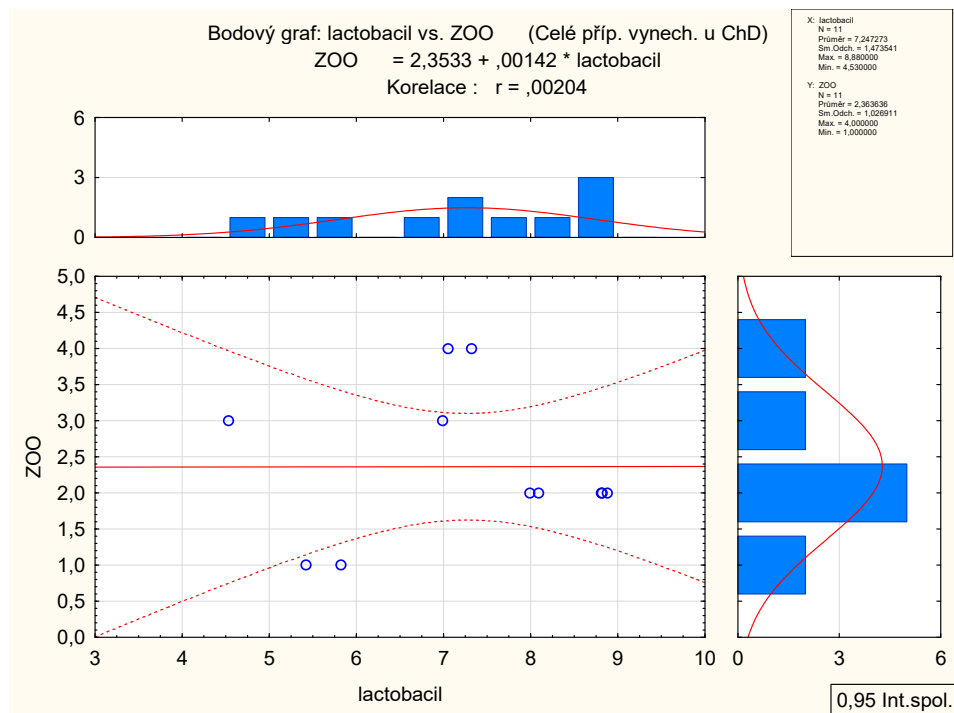 Bodový graf: lactobacil vs. ZOO (Celé příp. vynech. u ChD)
ZOO = 2,3533 + ,00142 * lactobacil
Korelace : r = ,00204
X: lactobacil
N = 11
Průměr = 7,247273
Sm.Odch. = 1,473541
Max. = 8,880000
Min. = 4,530000
Y: ZOO
N = 11
Průměr = 2,363636
Sm.Odch. = 1,026911
Max. = 4,000000
Min. = 1,000000
6
3
0
5,0
4,5
4,0
3,5
3,0
2,5
2,0
1,5
1,0
0,5
0,0
ZOO
3 4 5 6 7 8 9 10
lactobacil
0 3 6
0,95 Int.spol.